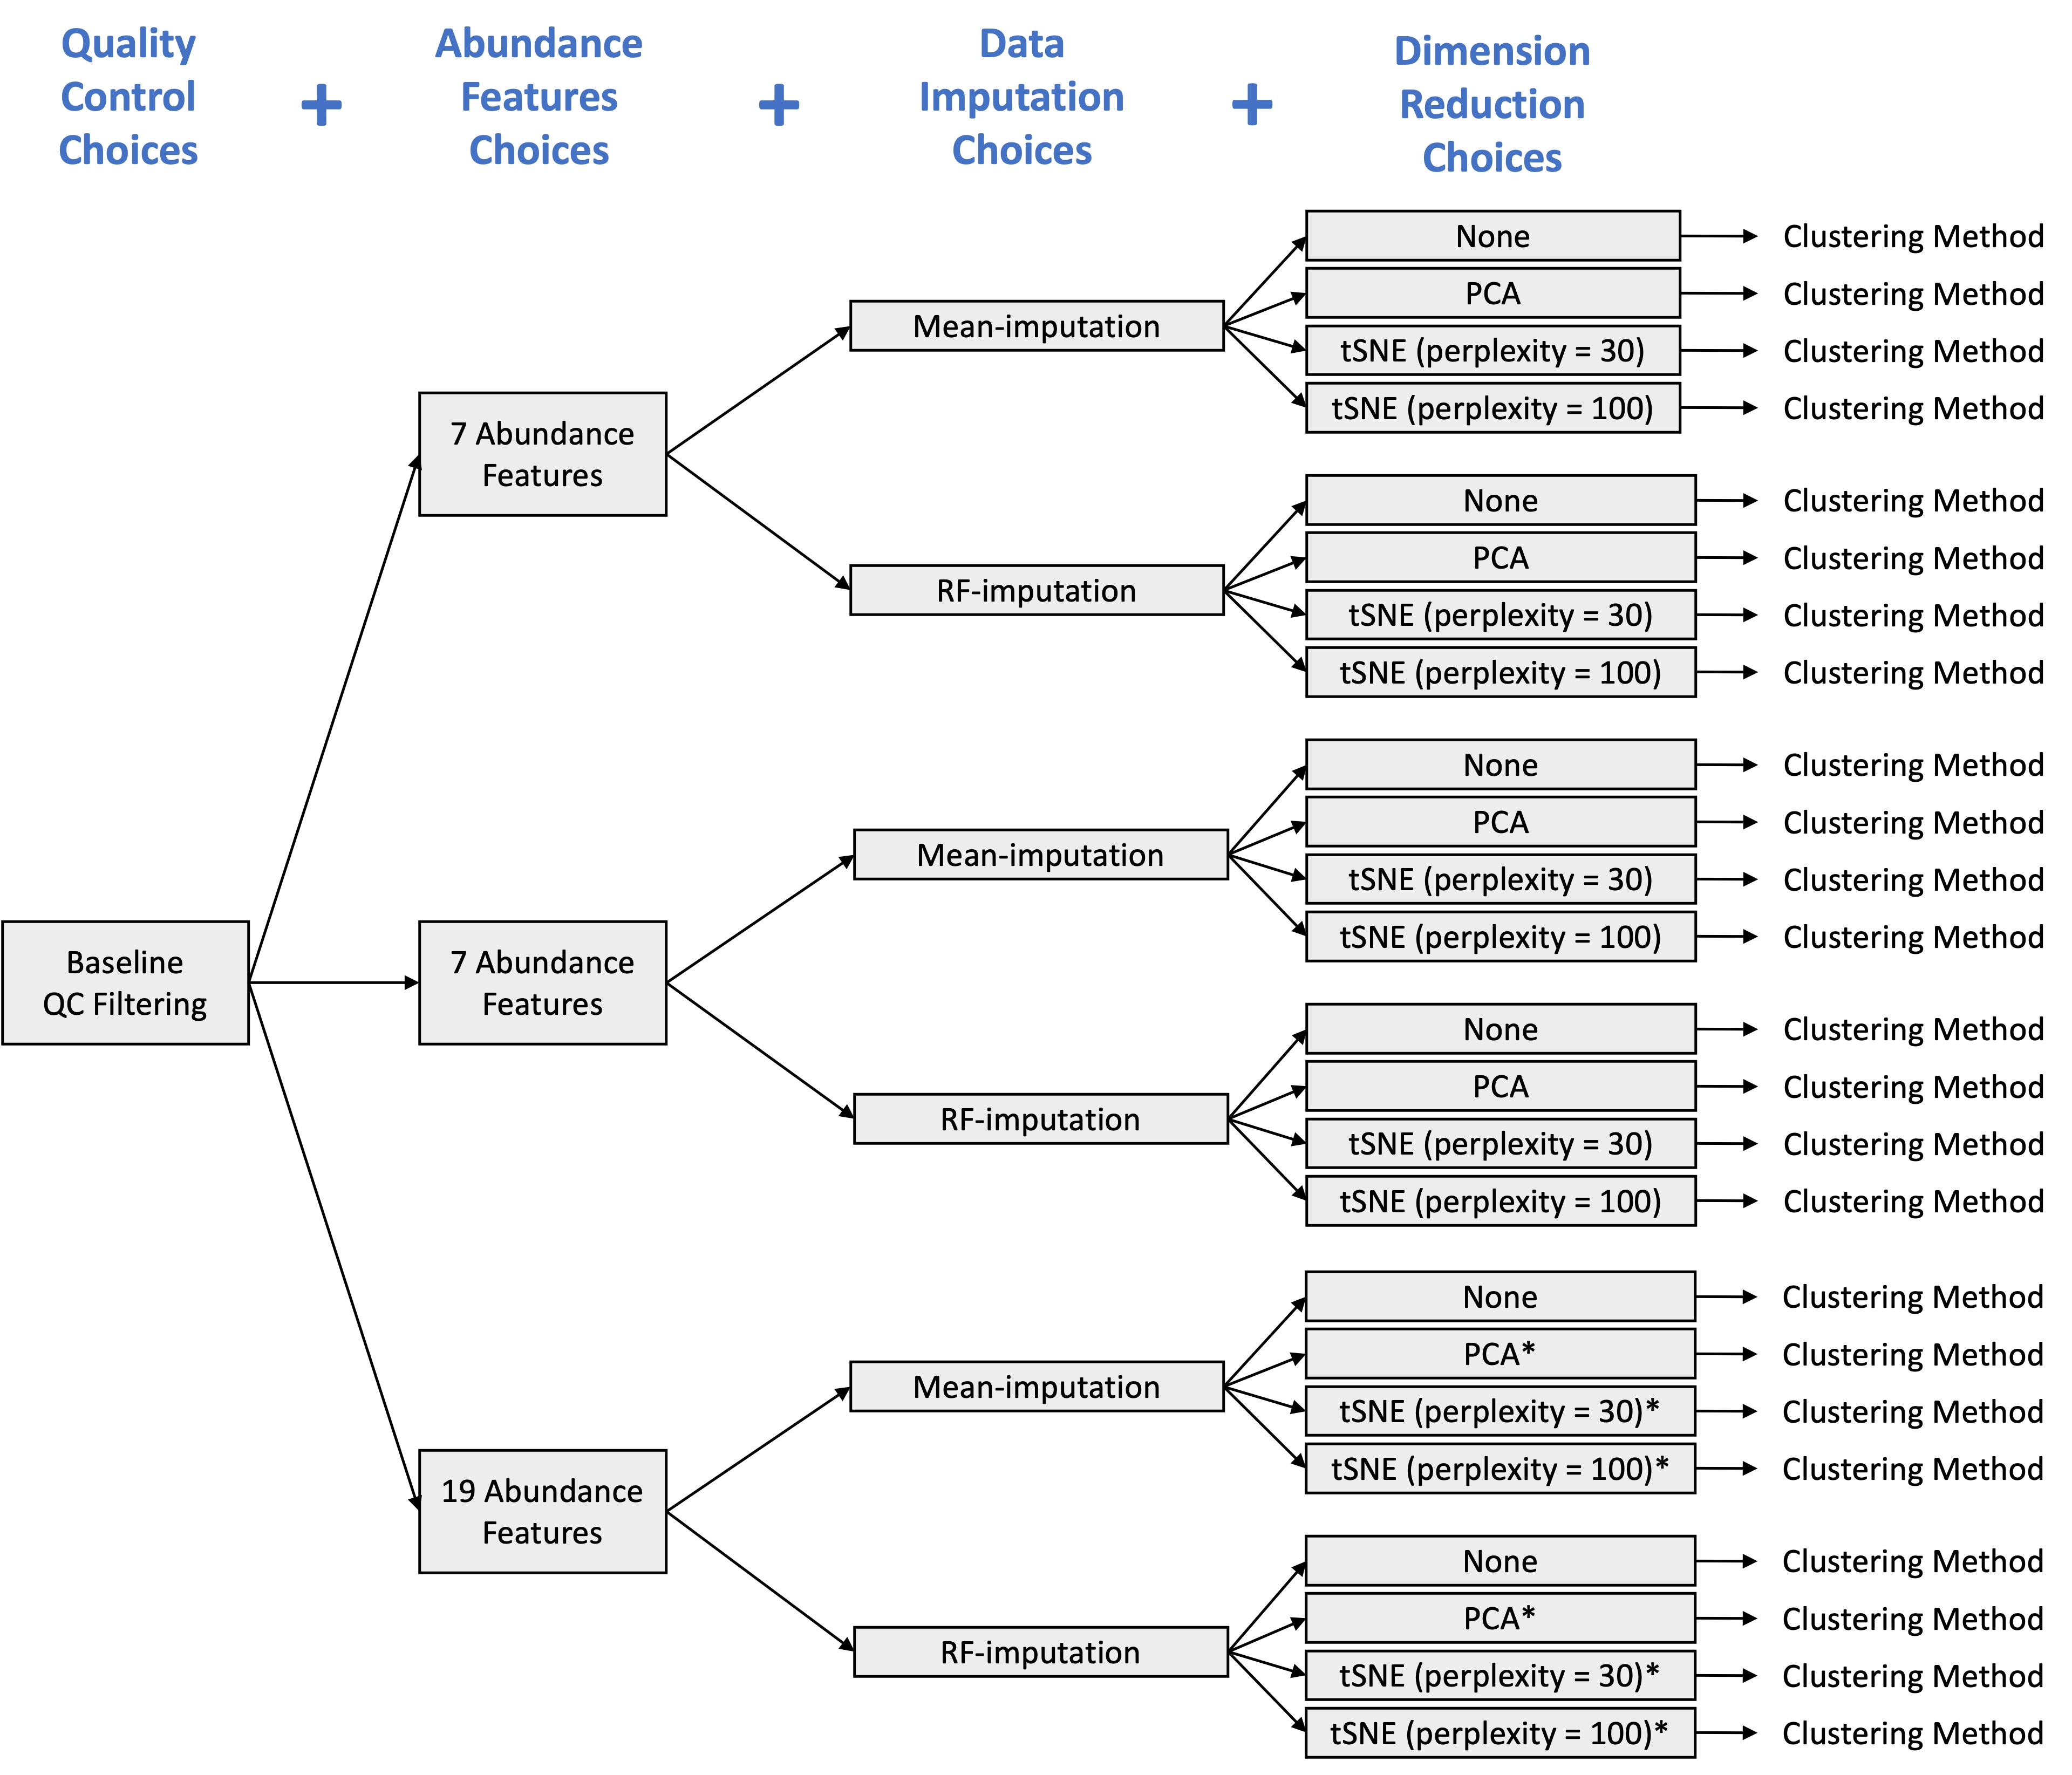 Quality
Control
Choices
+
Abundance
Features
Choices
+
Data
Imputation
Choices
+
Dimension
Reduction
Choices
Baseline
QC Filtering
7 Abundance
Features
Mean-imputation
None
Clustering Method
PCA
Clustering Method
tSNE (perplexity = 30)
Clustering Method
tSNE (perplexity = 100)
Clustering Method
RF-imputation
None
Clustering Method
PCA
Clustering Method
tSNE (perplexity = 30)
Clustering Method
tSNE (perplexity = 100)
Clustering Method
7 Abundance
Features
Mean-imputation
None
Clustering Method
PCA
Clustering Method
tSNE (perplexity = 30)
Clustering Method
tSNE (perplexity = 100)
Clustering Method
RF-imputation
None
Clustering Method
PCA
Clustering Method
tSNE (perplexity = 30)
Clustering Method
tSNE (perplexity = 100)
Clustering Method
19 Abundance
Features
Mean-imputation
None
Clustering Method
PCA*
Clustering Method
tSNE (perplexity = 30)*
Clustering Method
tSNE (perplexity = 100)*
Clustering Method
RF-imputation
None
Clustering Method
PCA*
Clustering Method
tSNE (perplexity = 30)*
Clustering Method
tSNE (perplexity = 100)*
Clustering Method